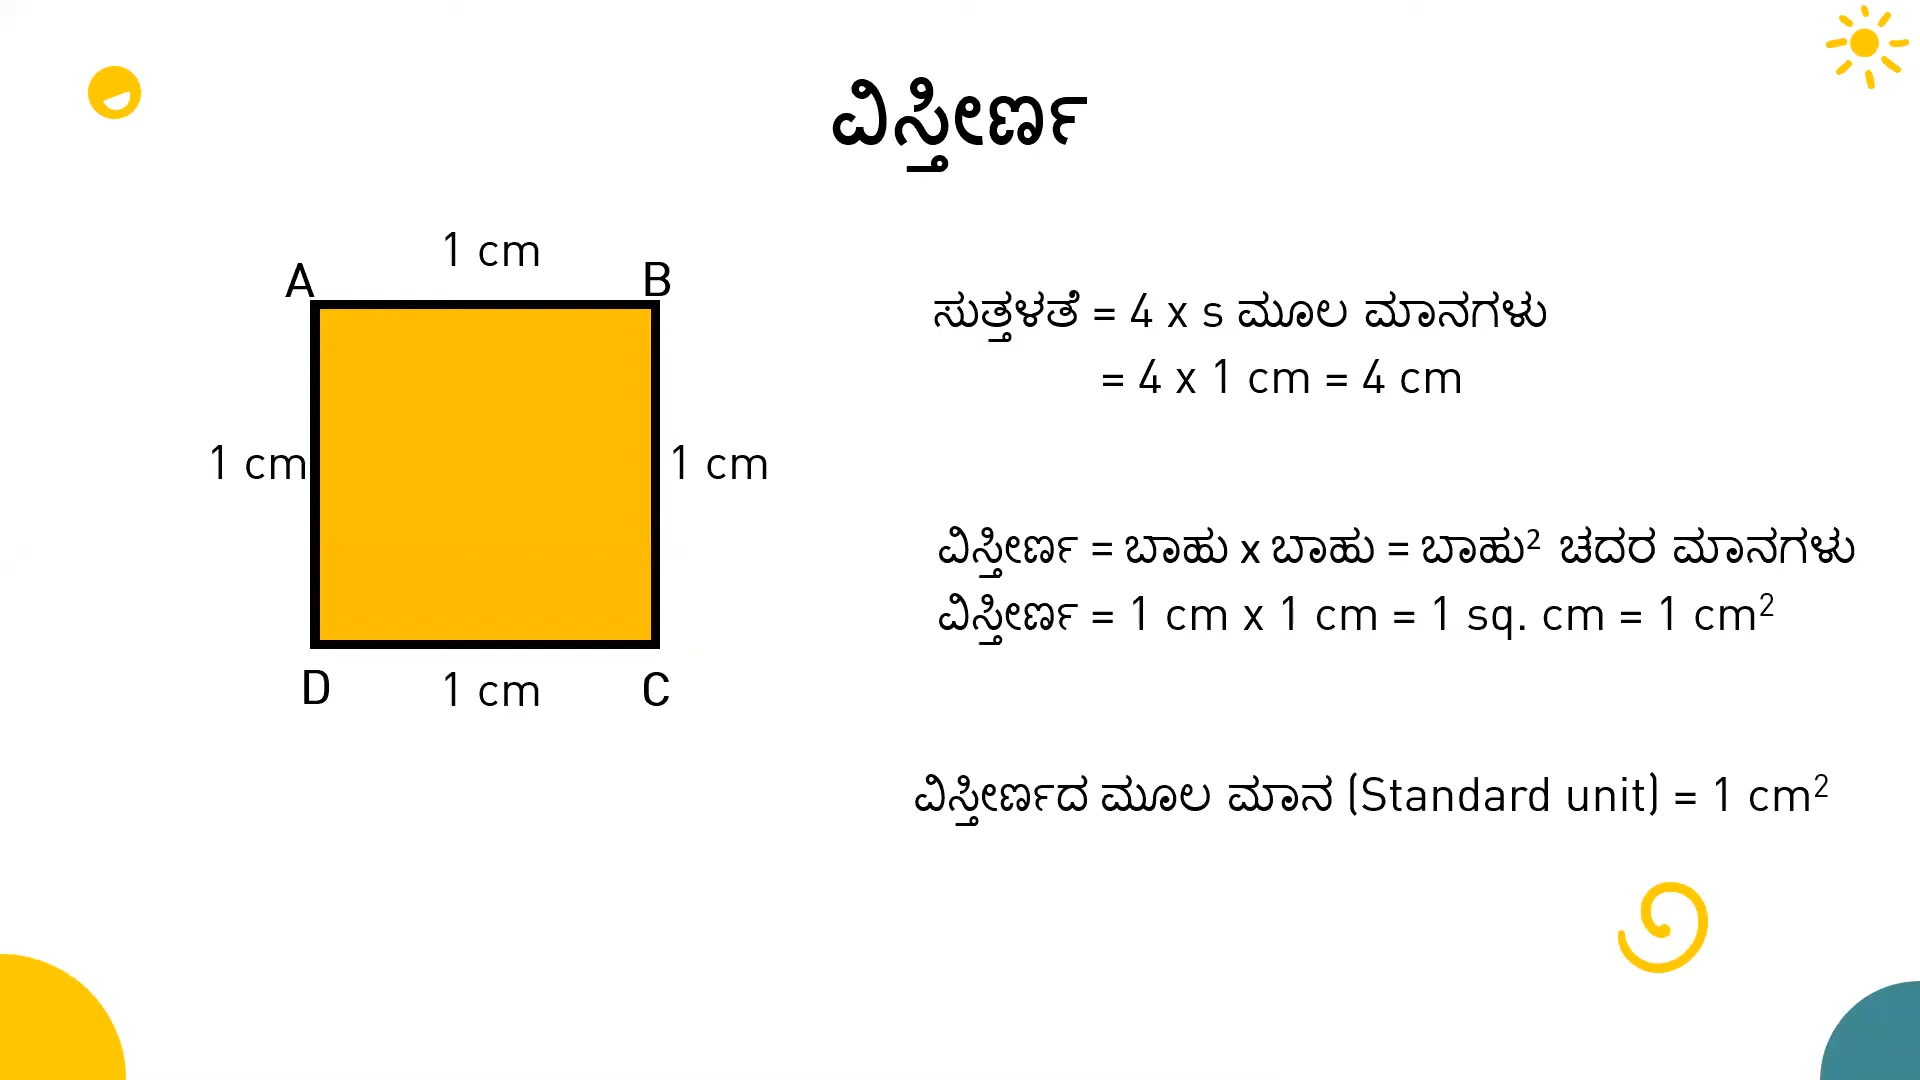 ವಿಸ್ತೀರ್ಣ
1 cm
A
B
1 cm
1 cm
D
1 cm
C
ಸುತ್ತಳತೆ = 4 x s ಮೂಲ ಮಾನಗಳು
= 4 x 1 cm = 4 cm
ವಿಸ್ತೀರ್ಣ = ಬಾಹು x ಬಾಹು = ಬಾಹು² ಚದರ ಮಾನಗಳು
ವಿಸ್ತೀರ್ಣ = 1 cm x 1 cm = 1 sq. cm = 1 cm²
ವಿಸ್ತೀರ್ಣದ ಮೂಲ ಮಾನ (Standard unit) = 1 cm²